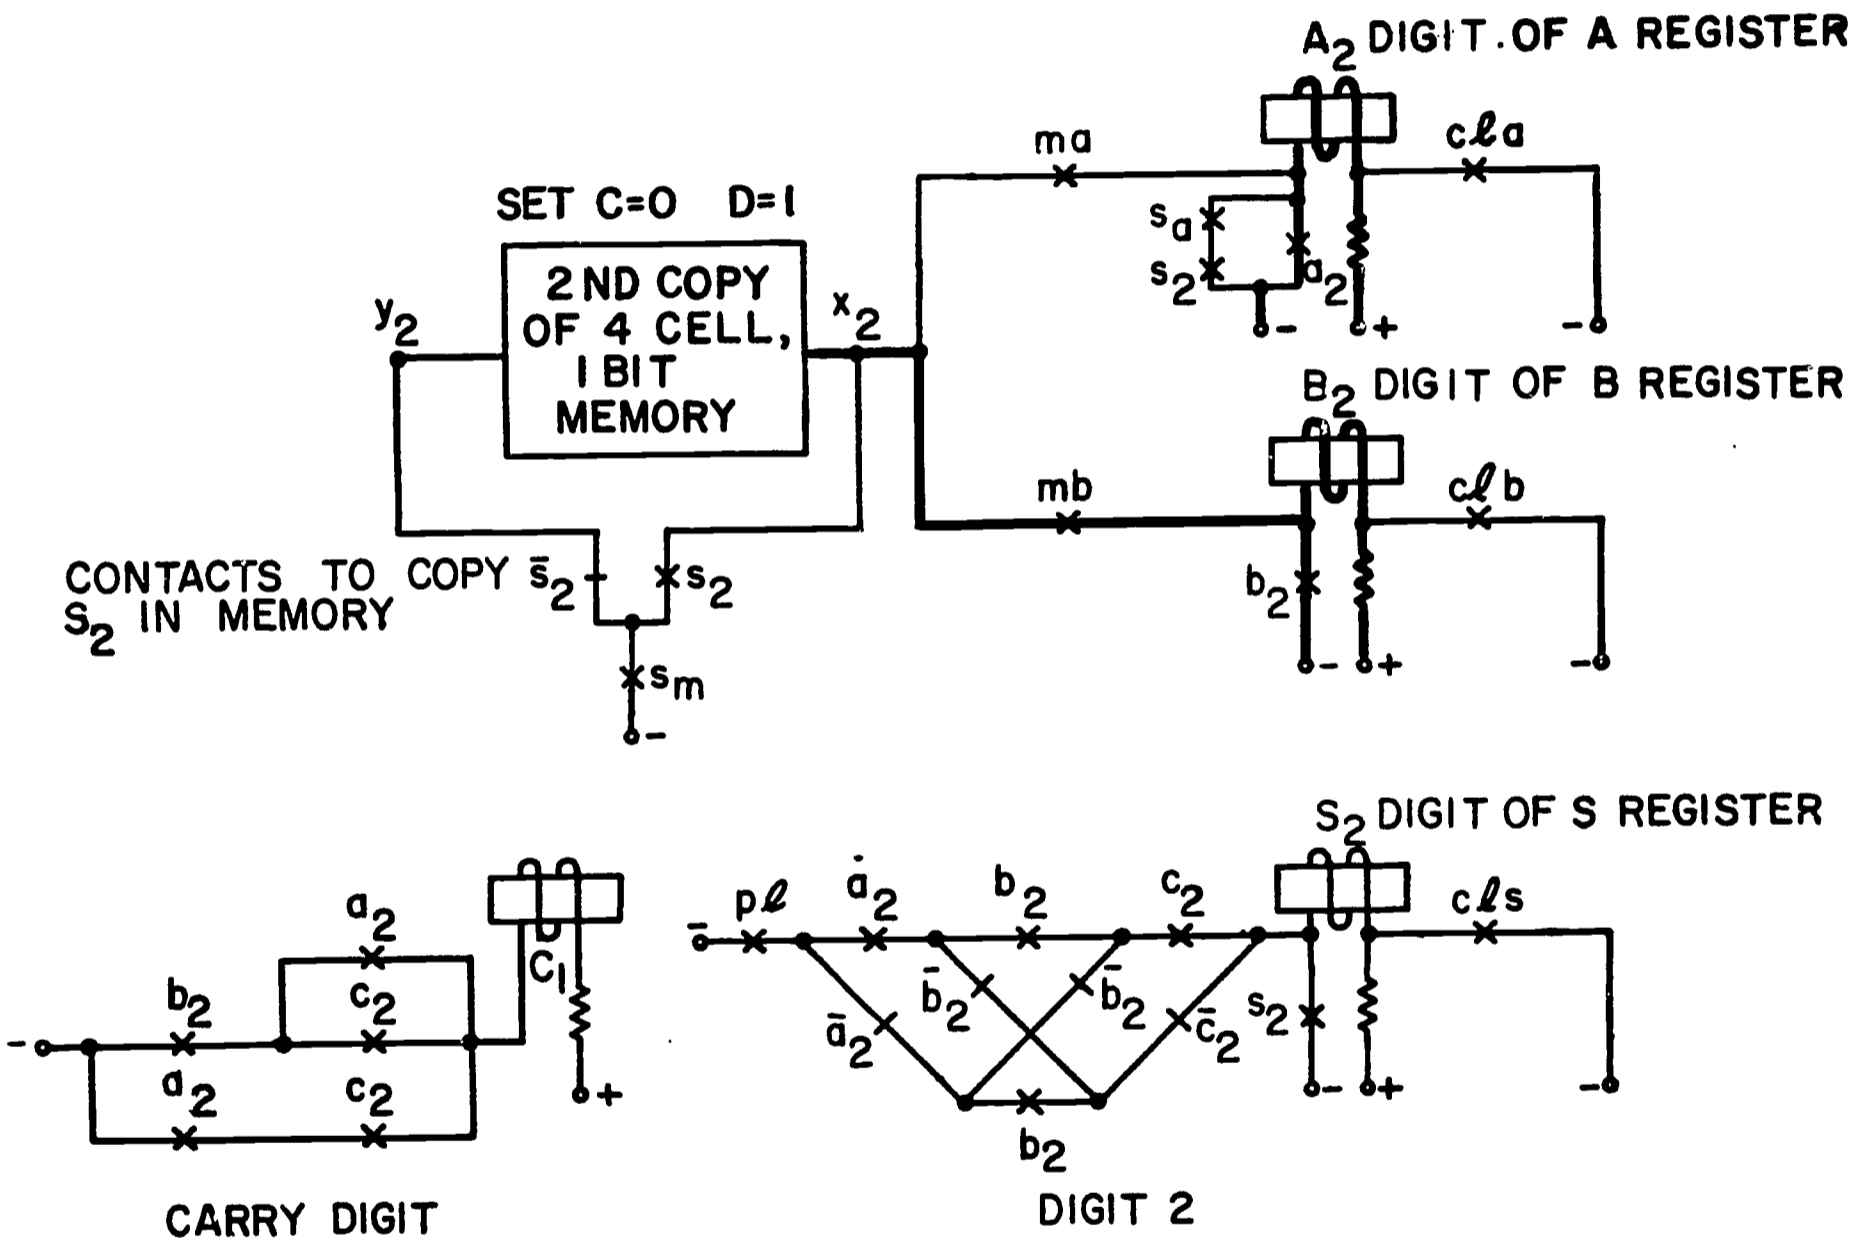 A2 DIGIT. OF A REGISTER
ma
cla
SET C=0 D=1
sa
s2
a2
- + -
2ND COPY
OF 4 CELL,
1 BIT
MEMORY
y2
x2
B2 DIGIT OF B REGISTER
mb
clb
b2
- + -
CONTACTS TO COPY s̄2 s2
S2 IN MEMORY
sm
-
S2 DIGIT OF S REGISTER
a2
b2
c2
a2
c2
C1
-
+
CARRY DIGIT
- pl
a2
b2
c2
cls
b̄2
b̄2
ā2
c̄2
s2
- + -
b2
DIGIT 2